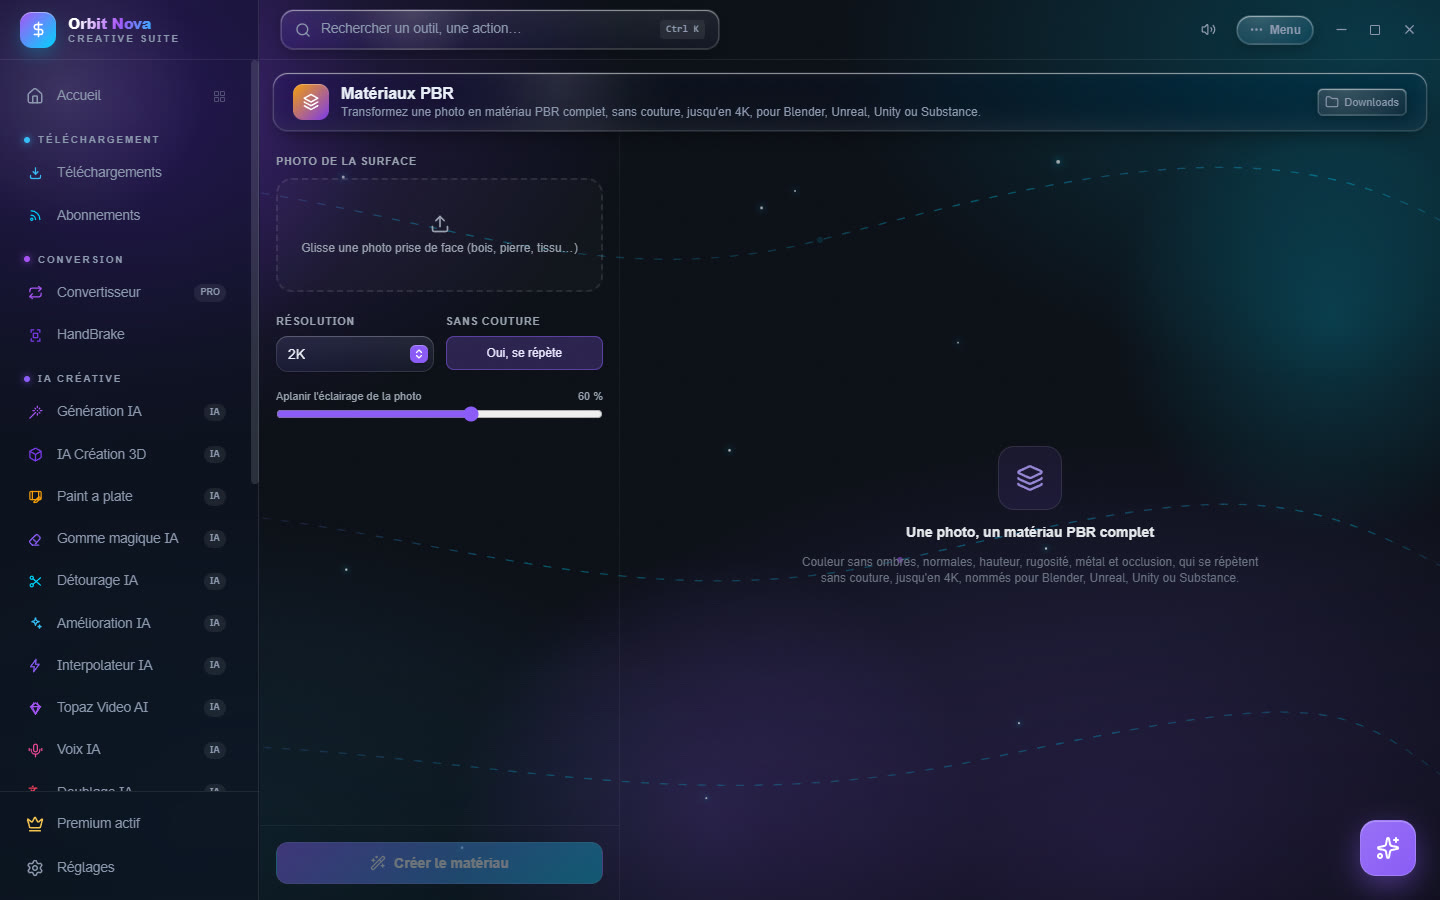 Orbit Nova
CREATIVE SUITE
Rechercher un outil, une action…
Ctrl K
Menu
Accueil
TÉLÉCHARGEMENT
Téléchargements
Abonnements
CONVERSION
Convertisseur
PRO
HandBrake
IA CRÉATIVE
Génération IA
IA
IA Création 3D
IA
Paint a plate
IA
Gomme magique IA
IA
Détourage IA
IA
Amélioration IA
IA
Interpolateur IA
IA
Topaz Video AI
IA
Voix IA
IA
Doublage IA
IA
Premium actif
Réglages
Matériaux PBR
Transformez une photo en matériau PBR complet, sans couture, jusqu'en 4K, pour Blender, Unreal, Unity ou Substance.
Downloads
PHOTO DE LA SURFACE
Glisse une photo prise de face (bois, pierre, tissu…)
RÉSOLUTION
SANS COUTURE
2K
Oui, se répète
Aplanir l'éclairage de la photo
60 %
Créer le matériau
Une photo, un matériau PBR complet
Couleur sans ombres, normales, hauteur, rugosité, métal et occlusion, qui se répètent
sans couture, jusqu'en 4K, nommés pour Blender, Unreal, Unity ou Substance.